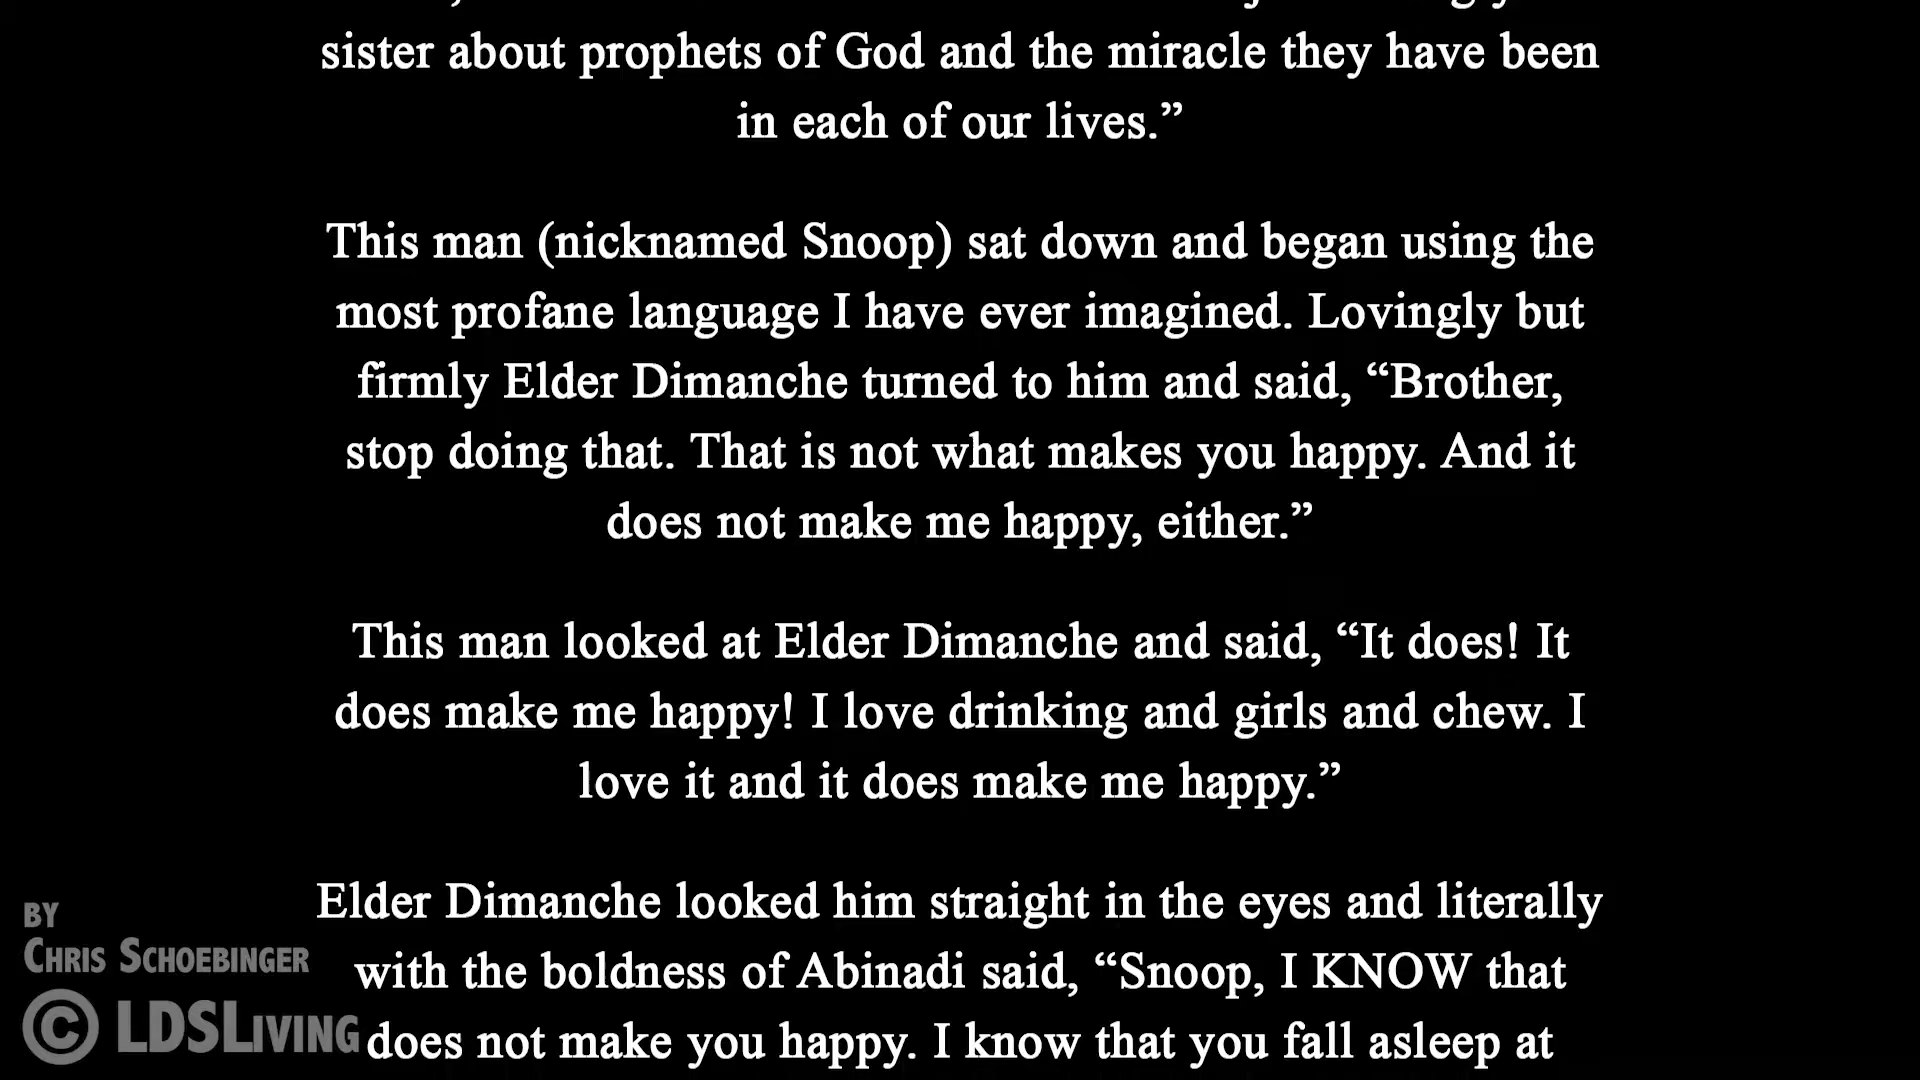 sister about prophets of God and the miracle they have been
in each of our lives.”
This man (nicknamed Snoop) sat down and began using the
most profane language I have ever imagined. Lovingly but
firmly Elder Dimanche turned to him and said, “Brother,
stop doing that. That is not what makes you happy. And it
does not make me happy, either.”
This man looked at Elder Dimanche and said, “It does! It
does make me happy! I love drinking and girls and chew. I
love it and it does make me happy.”
Elder Dimanche looked him straight in the eyes and literally
with the boldness of Abinadi said, “Snoop, I KNOW that
does not make you happy. I know that you fall asleep at
BY
CHRIS SCHOEBINGER
© LDSLIVING